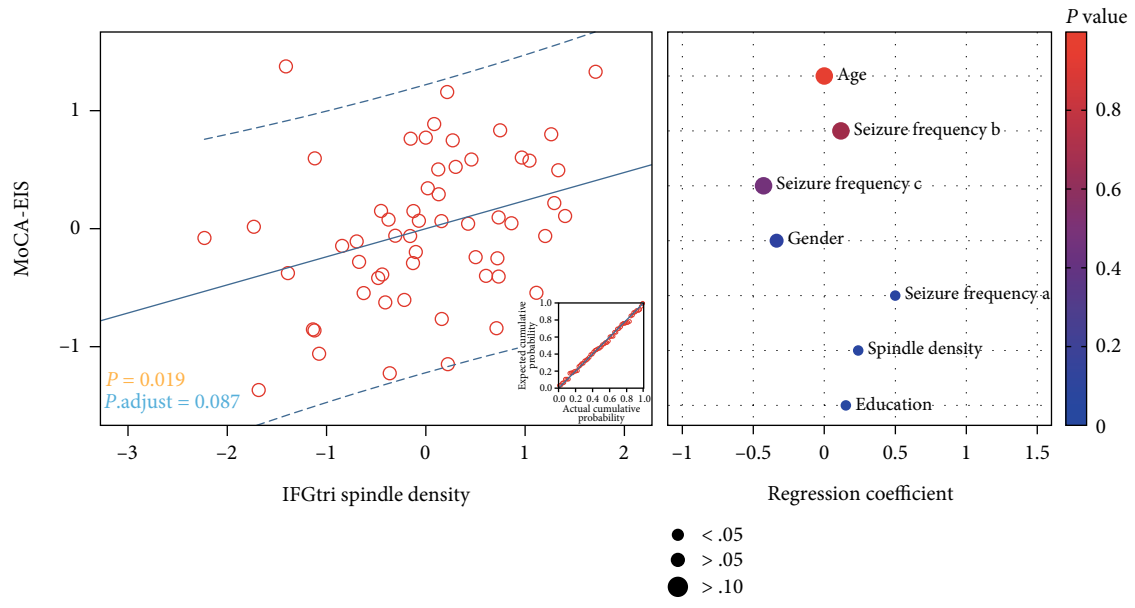 MoCA-EIS
1
0
−1
P = 0.019
P.adjust = 0.087
−3
−2
−1
0
1
2
IFGtri spindle density
Expected cumulative
probability
1.0
0.8
0.6
0.4
0.2
0.0
0.0 0.2 0.4 0.6 0.8 1.0
Actual cumulative
probability
Age
Seizure frequency b
Seizure frequency c
Gender
Seizure frequency a
Spindle density
Education
−1
−0.5
0
0.5
1
1.5
Regression coefficient
P value
0.8
0.6
0.4
0.2
0
< .05
> .05
> .10